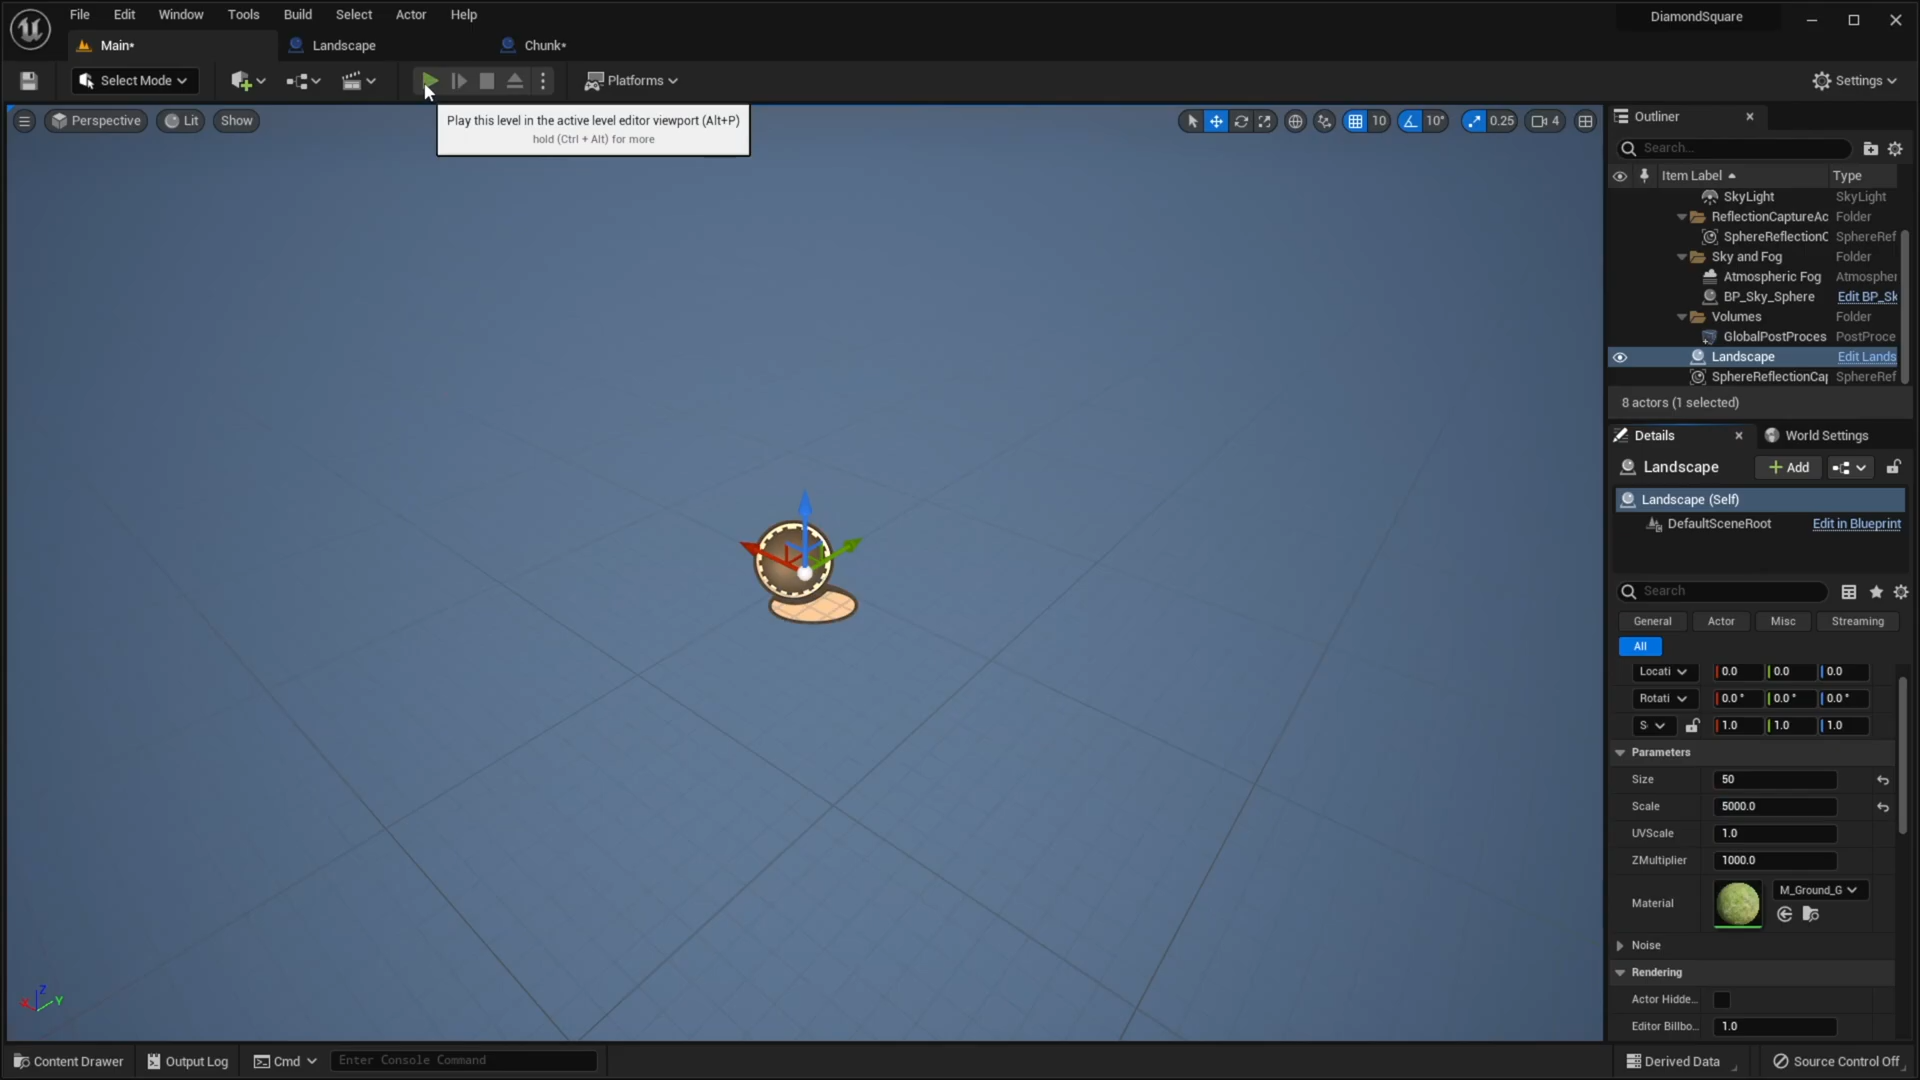 File Edit Window Tools Build Select Actor Help
DiamondSquare
Main*
Landscape
Chunk*
Select Mode
Platforms
Settings
Perspective
Lit
Show
Play this level in the active level editor viewport (Alt+P)
hold (Ctrl + Alt) for more
10
10°
0.25
4
Outliner
Search...
Item Label
Type
SkyLight
SkyLight
ReflectionCaptureAc
Folder
SphereReflectionC
SphereRef
Sky and Fog
Folder
Atmospheric Fog
Atmospher
BP_Sky_Sphere
Edit BP_Sk
Volumes
Folder
GlobalPostProces
PostProce
Landscape
Edit Lands
SphereReflectionCap
SphereRef
8 actors (1 selected)
Details
World Settings
Landscape
Add
Landscape (Self)
DefaultSceneRoot
Edit in Blueprint
Search
General
Actor
Misc
Streaming
All
Locati
0.0
0.0
0.0
Rotati
0.0 °
0.0 °
0.0 °
S
1.0
1.0
1.0
Parameters
Size
50
Scale
5000.0
UVScale
1.0
ZMultiplier
1000.0
Material
M_Ground_G
Noise
Rendering
Actor Hidde...
Editor Billbo...
1.0
X
Z
Y
Content Drawer
Output Log
Cmd
Enter Console Command
Derived Data
Source Control Off